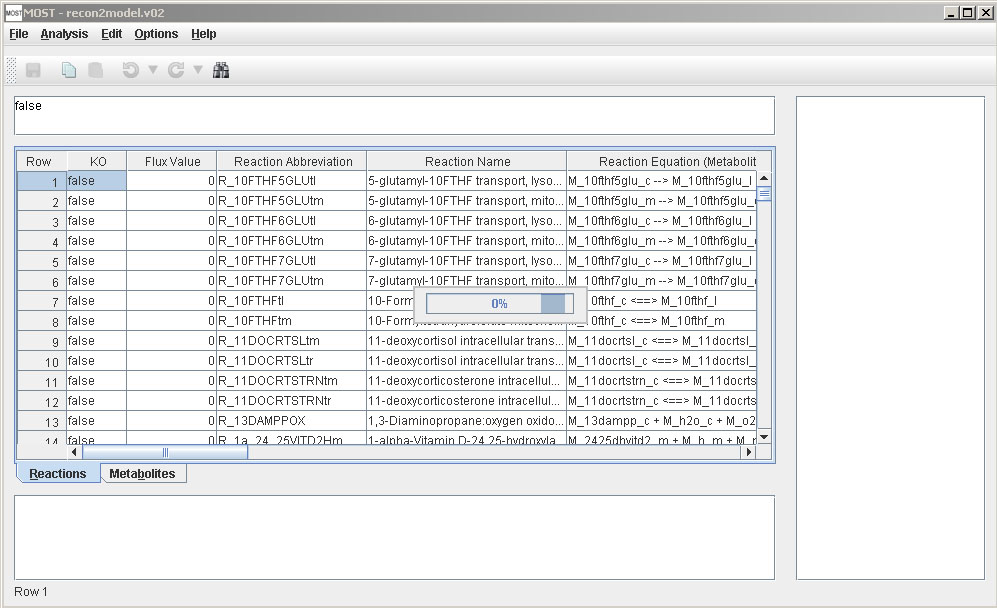 MOST MOST - recon2model.v02
File Analysis Edit Options Help
false
Row KO Flux Value Reaction Abbreviation Reaction Name Reaction Equation (Metabolit
1 false 0 R_10FTHF5GLUtl 5-glutamyl-10FTHF transport, lyso... M_10fthf5glu_c --> M_10fthf5glu_l
2 false 0 R_10FTHF5GLUtm 5-glutamyl-10FTHF transport, mito... M_10fthf5glu_m --> M_10fthf5glu_
3 false 0 R_10FTHF6GLUtl 6-glutamyl-10FTHF transport, lyso... M_10fthf6glu_c --> M_10fthf6glu_l
4 false 0 R_10FTHF6GLUtm 6-glutamyl-10FTHF transport, mito... M_10fthf6glu_m --> M_10fthf6glu_
5 false 0 R_10FTHF7GLUtl 7-glutamyl-10FTHF transport, lyso... M_10fthf7glu_c --> M_10fthf7glu_l
6 false 0 R_10FTHF7GLUtm 7-glutamyl-10FTHF transport, mito... M_10fthf7glu_m --> M_10fthf7glu_
7 false 0 R_10FTHFtl 10-Form 0fthf_c <==> M_10fthf_l
0%
8 false 0 R_10FTHFtm 10-Form 0fthf_c <==> M_10fthf_m
9 false 0 R_11DOCRTSLtm 11-deoxycortisol intracellular trans... M_11docrtsl_c <==> M_11docrtsl_
10 false 0 R_11DOCRTSLtr 11-deoxycortisol intracellular trans... M_11docrtsl_c <==> M_11docrtsl_
11 false 0 R_11DOCRTSTRNtm 11-deoxycorticosterone intracellul... M_11docrtstrn_c <==> M_11docrts
12 false 0 R_11DOCRTSTRNtr 11-deoxycorticosterone intracellul... M_11docrtstrn_c <==> M_11docrts
13 false 0 R_13DAMPPOX 1,3-Diaminopropane:oxygen oxido... M_13dampp_c + M_h2o_c + M_o2
14 false 0 R_1a_24_25VITD2Hm 1-alpha-Vitamin D-24,25-hydroxyla... M_2425dhvitd2_m + M_h_m + M_
Reactions Metabolites
Row 1